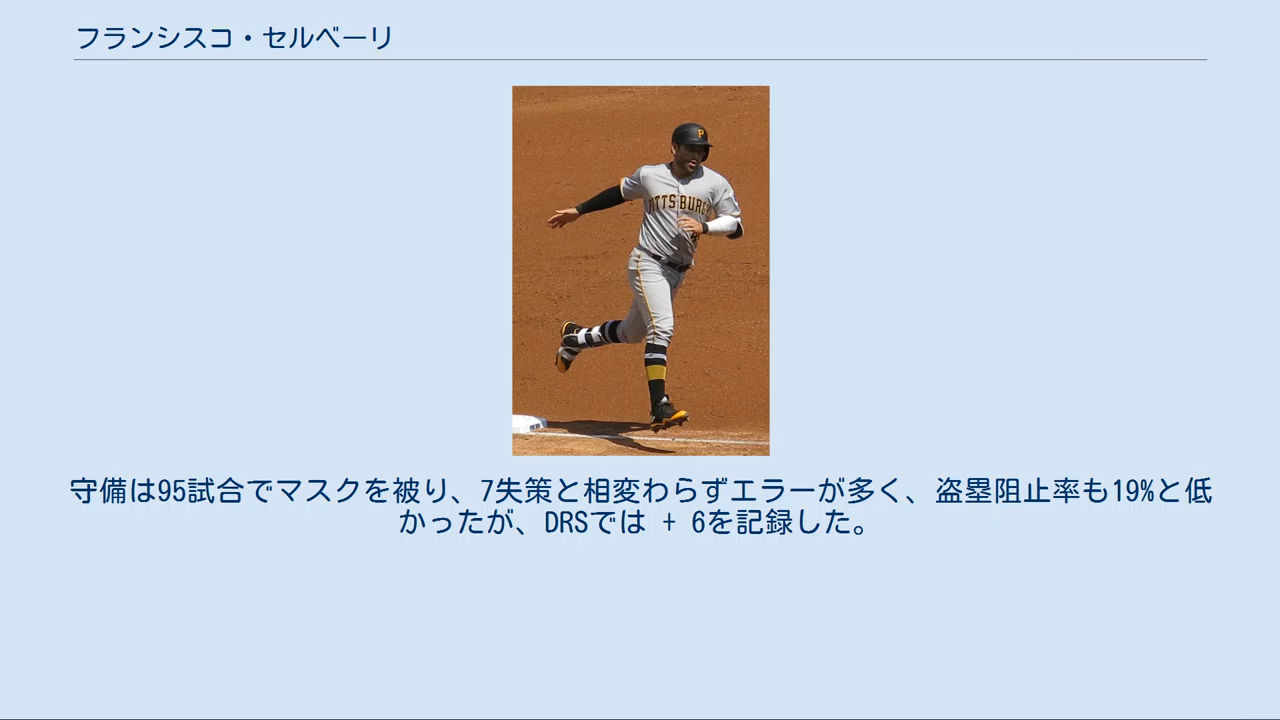 フランシスコ・セルベーリ
P
PITTSBURG
守備は95試合でマスクを被り、7失策と相変わらずエラーが多く、盗塁阻止率も19%と低
かったが、DRSでは + 6を記録した。